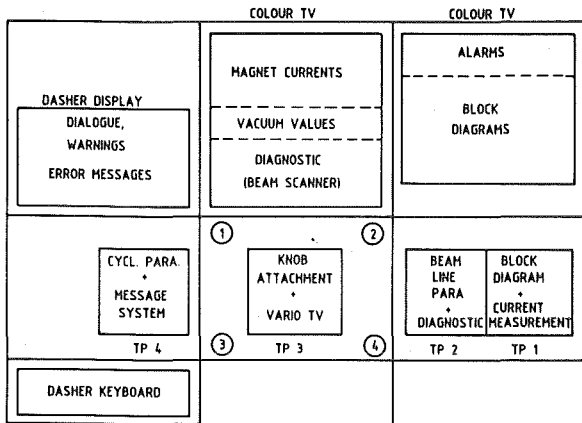 COLOUR TV
COLOUR TV
DASHER DISPLAY
DIALOGUE,
WARNINGS
ERROR MESSAGES
MAGNET CURRENTS
VACUUM VALUES
DIAGNOSTIC
(BEAM SCANNER)
ALARMS
BLOCK
DIAGRAMS
CYCL. PARA.
+
MESSAGE
SYSTEM
TP 4
1
2
KNOB
ATTACHMENT
+
VARIO TV
3
TP 3
4
BEAM
LINE
PARA
+
DIAGNOSTIC
TP 2
BLOCK
DIAGRAM
+
CURRENT
MEASUREMENT
TP 1
DASHER KEYBOARD